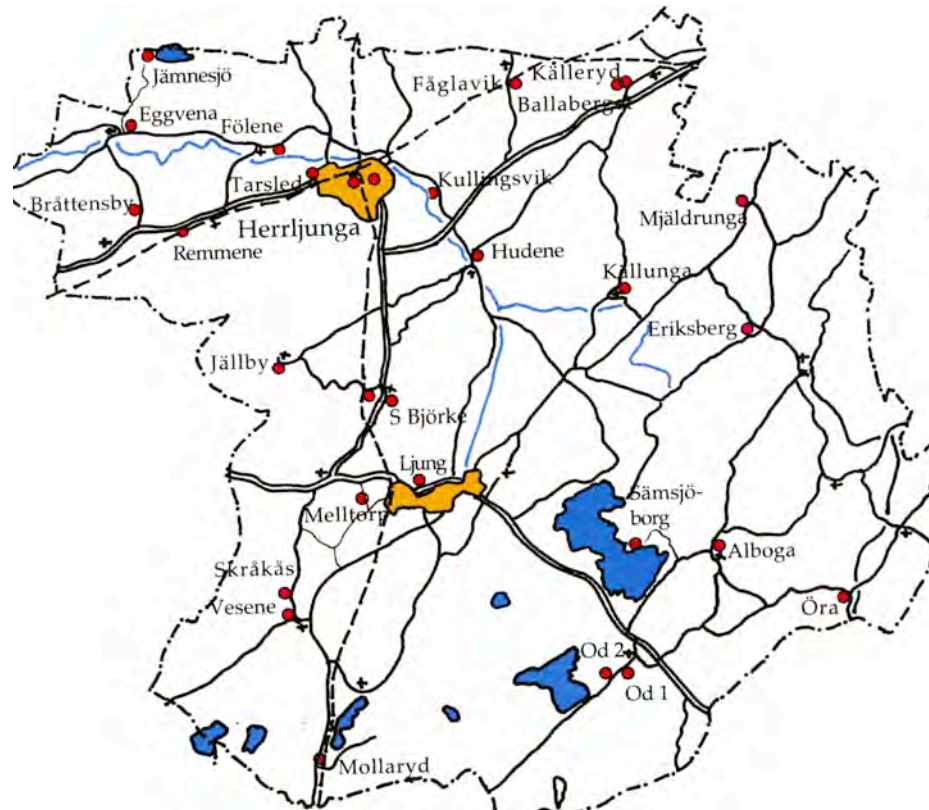 Jämnesjö
Fåglavik
Kålleryd
Ballaberget
Eggvena
Fölene
Tarsled
Kullingsvik
Bråttensby
Remmene
Herrljunga
Hudene
Mjäldrunga
Källunga
Eriksberg
Jällby
S Björke
Ljung
Melltorp
Sämsjö-
borg
Alboga
Skråkås
Vesene
Öra
Od 2
Od 1
Mollaryd